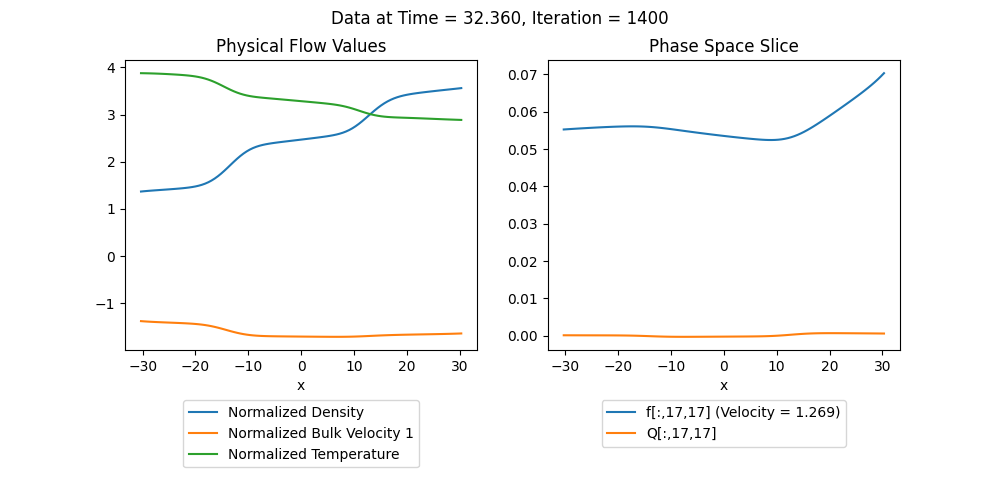 Data at Time = 32.360, Iteration = 1400
Physical Flow Values
4
3
2
1
0
−1
−30
−20
−10
0
10
20
30
x
Normalized Density
Normalized Bulk Velocity 1
Normalized Temperature
Phase Space Slice
0.07
0.06
0.05
0.04
0.03
0.02
0.01
0.00
−30
−20
−10
0
10
20
30
x
f[:,17,17] (Velocity = 1.269)
Q[:,17,17]